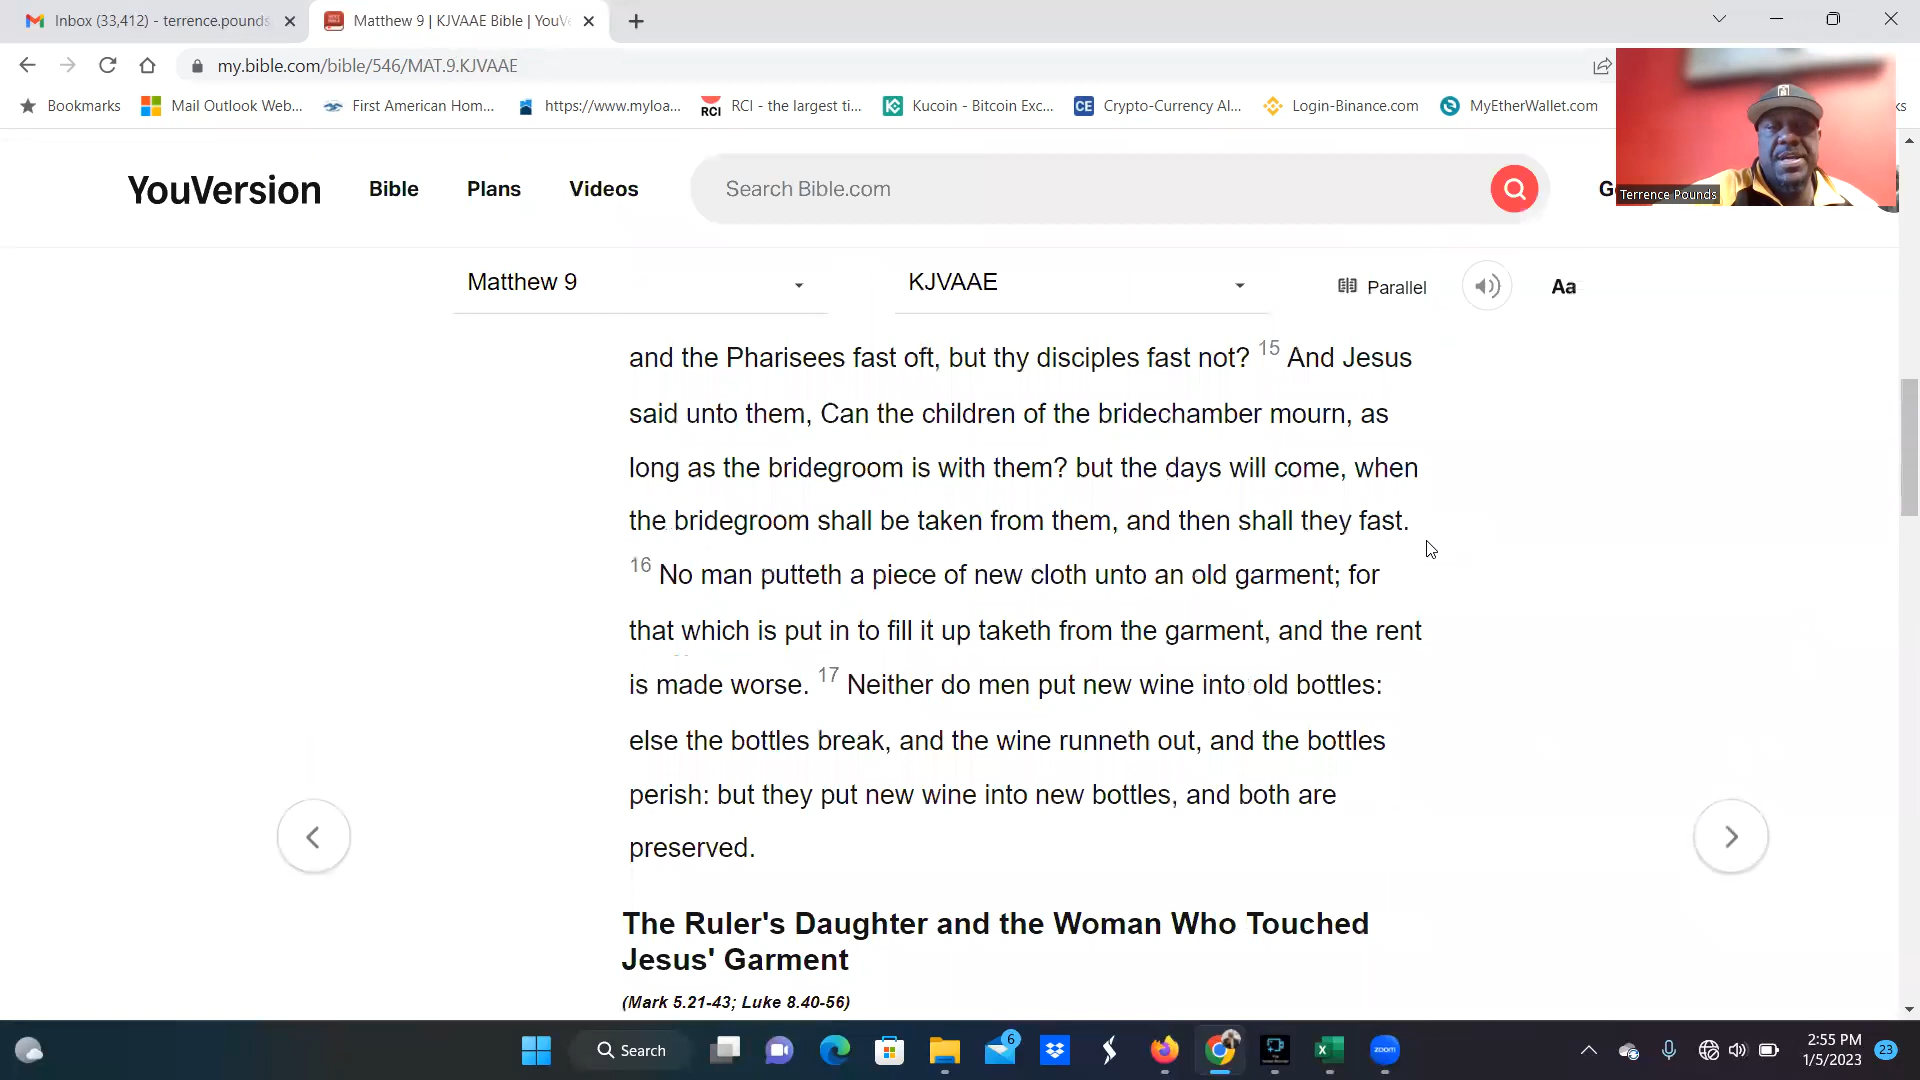 Inbox (33,412) - terrence.pounds
Matthew 9 | KJVAAE Bible | YouV
my.bible.com/bible/546/MAT.9.KJVAAE
Bookmarks
Mail Outlook Web...
First American Hom...
https://www.myloa...
RCI
RCI - the largest ti...
Kucoin - Bitcoin Exc...
CE
Crypto-Currency Al...
Login-Binance.com
MyEtherWallet.com
ks
YouVersion
Bible
Plans
Videos
Search Bible.com
G
Terrence Pounds
Matthew 9
KJVAAE
Parallel
Aa
and the Pharisees fast oft, but thy disciples fast not? 15 And Jesus
said unto them, Can the children of the bridechamber mourn, as
long as the bridegroom is with them? but the days will come, when
the bridegroom shall be taken from them, and then shall they fast.
16 No man putteth a piece of new cloth unto an old garment; for
that which is put in to fill it up taketh from the garment, and the rent
is made worse. 17 Neither do men put new wine into old bottles:
else the bottles break, and the wine runneth out, and the bottles
perish: but they put new wine into new bottles, and both are
preserved.
The Ruler's Daughter and the Woman Who Touched
Jesus' Garment
(Mark 5.21-43; Luke 8.40-56)
Search
6
zoom
2:55 PM
1/5/2023
23